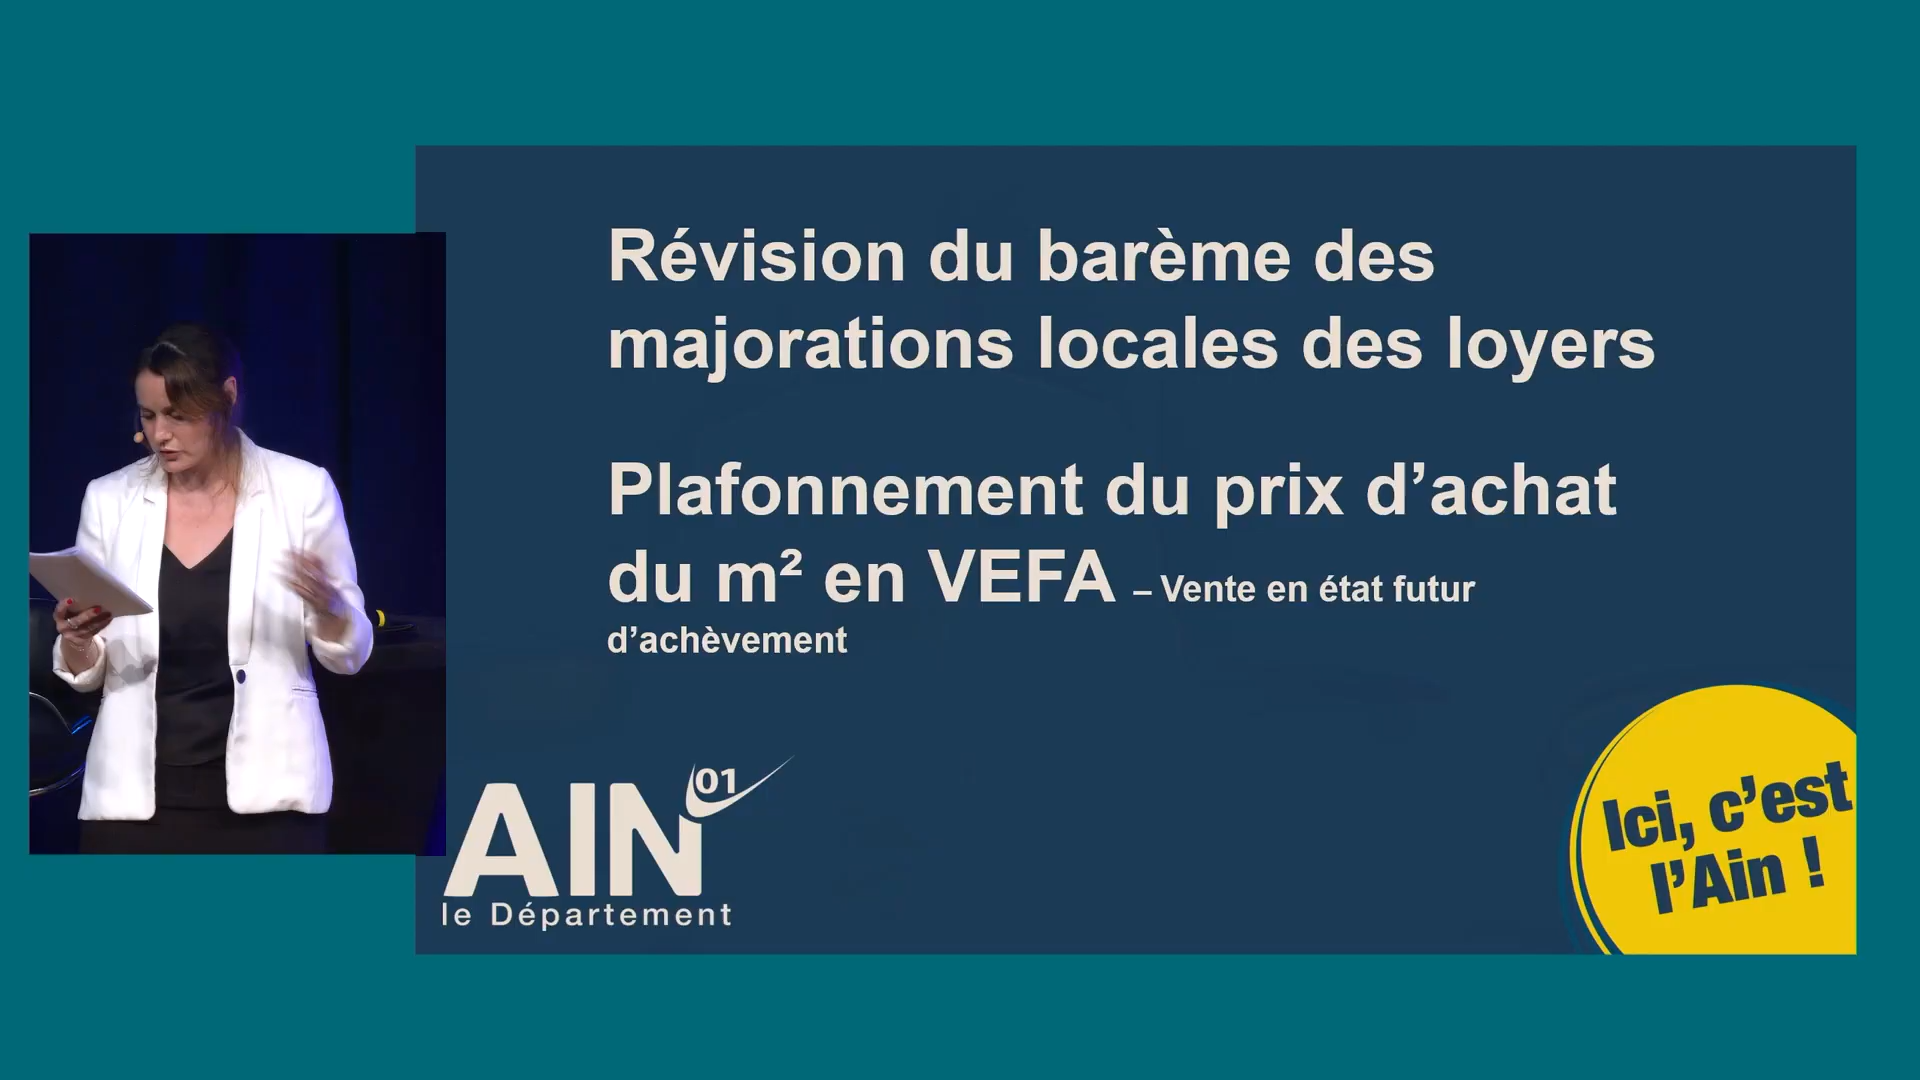 Révision du barème des
majorations locales des loyers
Plafonnement du prix d’achat
du m² en VEFA – Vente en état futur
d’achèvement
AIN 01
le Département
Ici, c’est
l’Ain !